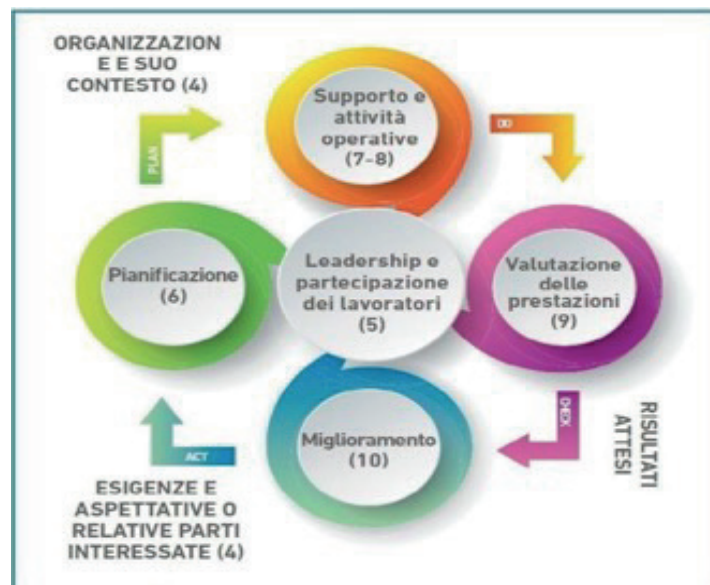 ORGANIZZAZION
E E SUO
CONTESTO (4)
Supporto e
attività
operative
(7-8)
DO
PLAN
Pianificazione
(6)
Leadership e
partecipazione
dei lavoratori
(5)
Valutazione
delle
prestazioni
(9)
CHECK
RISULTATI
ATTESI
Miglioramento
(10)
ACT
ESIGENZE E
ASPETTATIVE O
RELATIVE PARTI
INTERESSATE (4)